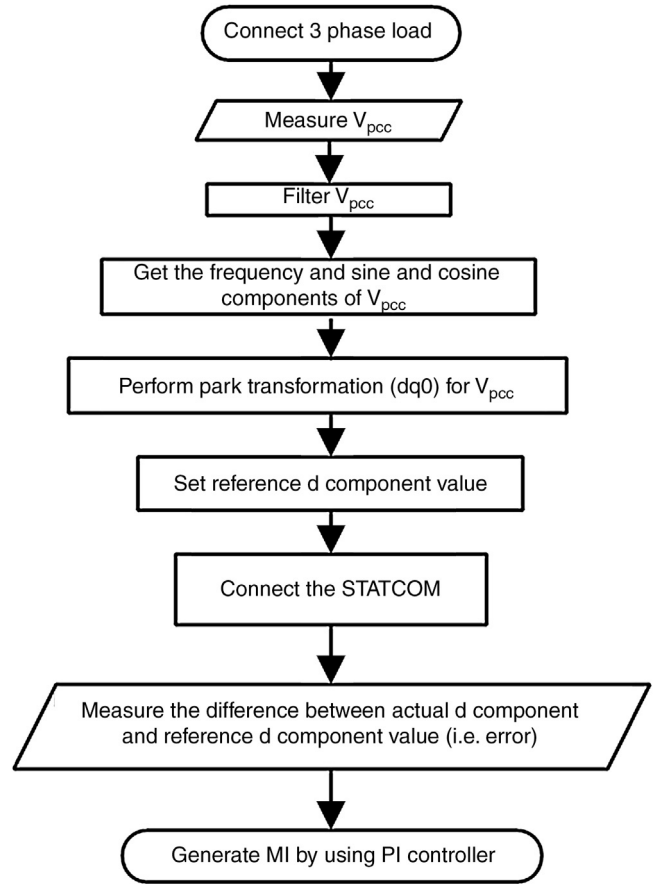 Connect 3 phase load
Measure Vpcc
Filter Vpcc
Get the frequency and sine and cosine
components of Vpcc
Perform park transformation (dq0) for Vpcc
Set reference d component value
Connect the STATCOM
Measure the difference between actual d component
and reference d component value (i.e. error)
Generate MI by using PI controller